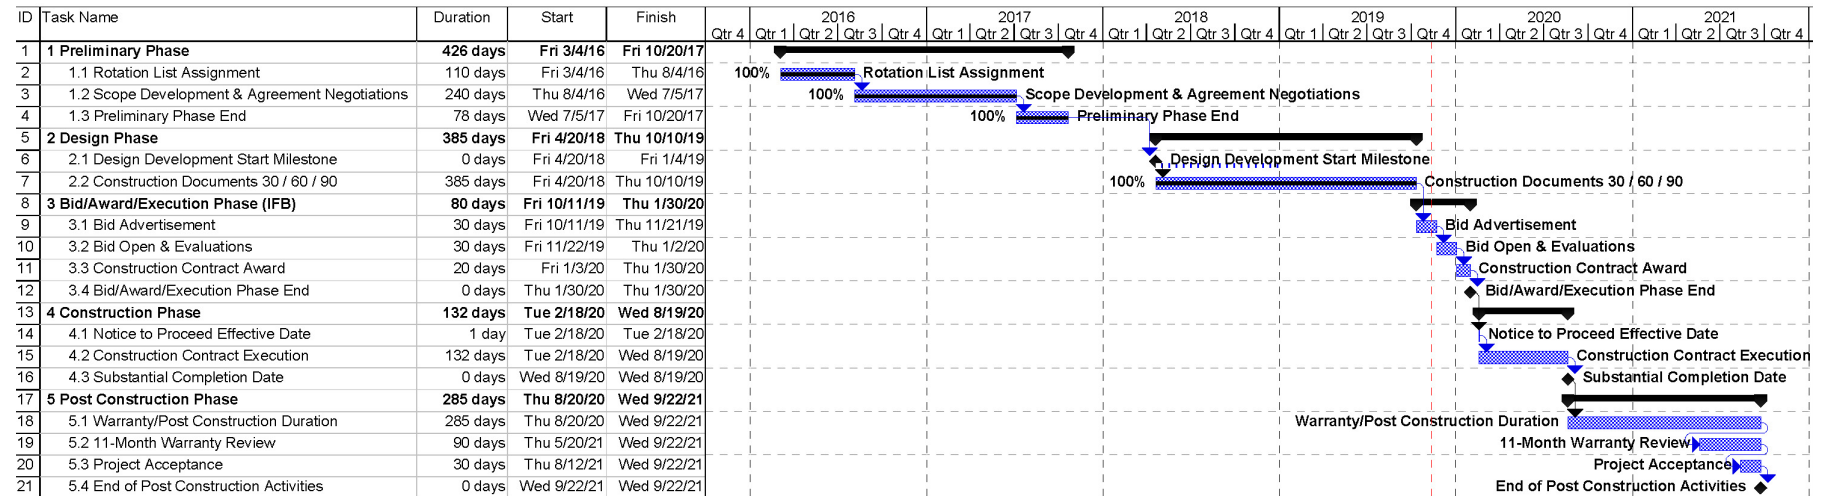 ID Task Name Duration Start Finish 2016 2017 2018 2019 2020 2021
Qtr 4 Qtr 1 Qtr 2 Qtr 3 Qtr 4 Qtr 1 Qtr 2 Qtr 3 Qtr 4 Qtr 1 Qtr 2 Qtr 3 Qtr 4 Qtr 1 Qtr 2 Qtr 3 Qtr 4 Qtr 1 Qtr 2 Qtr 3 Qtr 4 Qtr 1 Qtr 2 Qtr 3 Qtr 4
1 1 Preliminary Phase 426 days Fri 3/4/16 Fri 10/20/17
2 1.1 Rotation List Assignment 110 days Fri 3/4/16 Thu 8/4/16 100% Rotation List Assignment
3 1.2 Scope Development & Agreement Negotiations 240 days Thu 8/4/16 Wed 7/5/17 100% Scope Development & Agreement Negotiations
4 1.3 Preliminary Phase End 78 days Wed 7/5/17 Fri 10/20/17 100% Preliminary Phase End
5 2 Design Phase 385 days Fri 4/20/18 Thu 10/10/19
6 2.1 Design Development Start Milestone 0 days Fri 4/20/18 Fri 1/4/19 Design Development Start Milestone
7 2.2 Construction Documents 30 / 60 / 90 385 days Fri 4/20/18 Thu 10/10/19 100% Construction Documents 30 / 60 / 90
8 3 Bid/Award/Execution Phase (IFB) 80 days Fri 10/11/19 Thu 1/30/20
9 3.1 Bid Advertisement 30 days Fri 10/11/19 Thu 11/21/19 Bid Advertisement
10 3.2 Bid Open & Evaluations 30 days Fri 11/22/19 Thu 1/2/20 Bid Open & Evaluations
11 3.3 Construction Contract Award 20 days Fri 1/3/20 Thu 1/30/20 Construction Contract Award
12 3.4 Bid/Award/Execution Phase End 0 days Thu 1/30/20 Thu 1/30/20 Bid/Award/Execution Phase End
13 4 Construction Phase 132 days Tue 2/18/20 Wed 8/19/20
14 4.1 Notice to Proceed Effective Date 1 day Tue 2/18/20 Tue 2/18/20 Notice to Proceed Effective Date
15 4.2 Construction Contract Execution 132 days Tue 2/18/20 Wed 8/19/20 Construction Contract Execution
16 4.3 Substantial Completion Date 0 days Wed 8/19/20 Wed 8/19/20 Substantial Completion Date
17 5 Post Construction Phase 285 days Thu 8/20/20 Wed 9/22/21
18 5.1 Warranty/Post Construction Duration 285 days Thu 8/20/20 Wed 9/22/21 Warranty/Post Construction Duration
19 5.2 11-Month Warranty Review 90 days Thu 5/20/21 Wed 9/22/21 11-Month Warranty Review
20 5.3 Project Acceptance 30 days Thu 8/12/21 Wed 9/22/21 Project Acceptance
21 5.4 End of Post Construction Activities 0 days Wed 9/22/21 Wed 9/22/21 End of Post Construction Activities